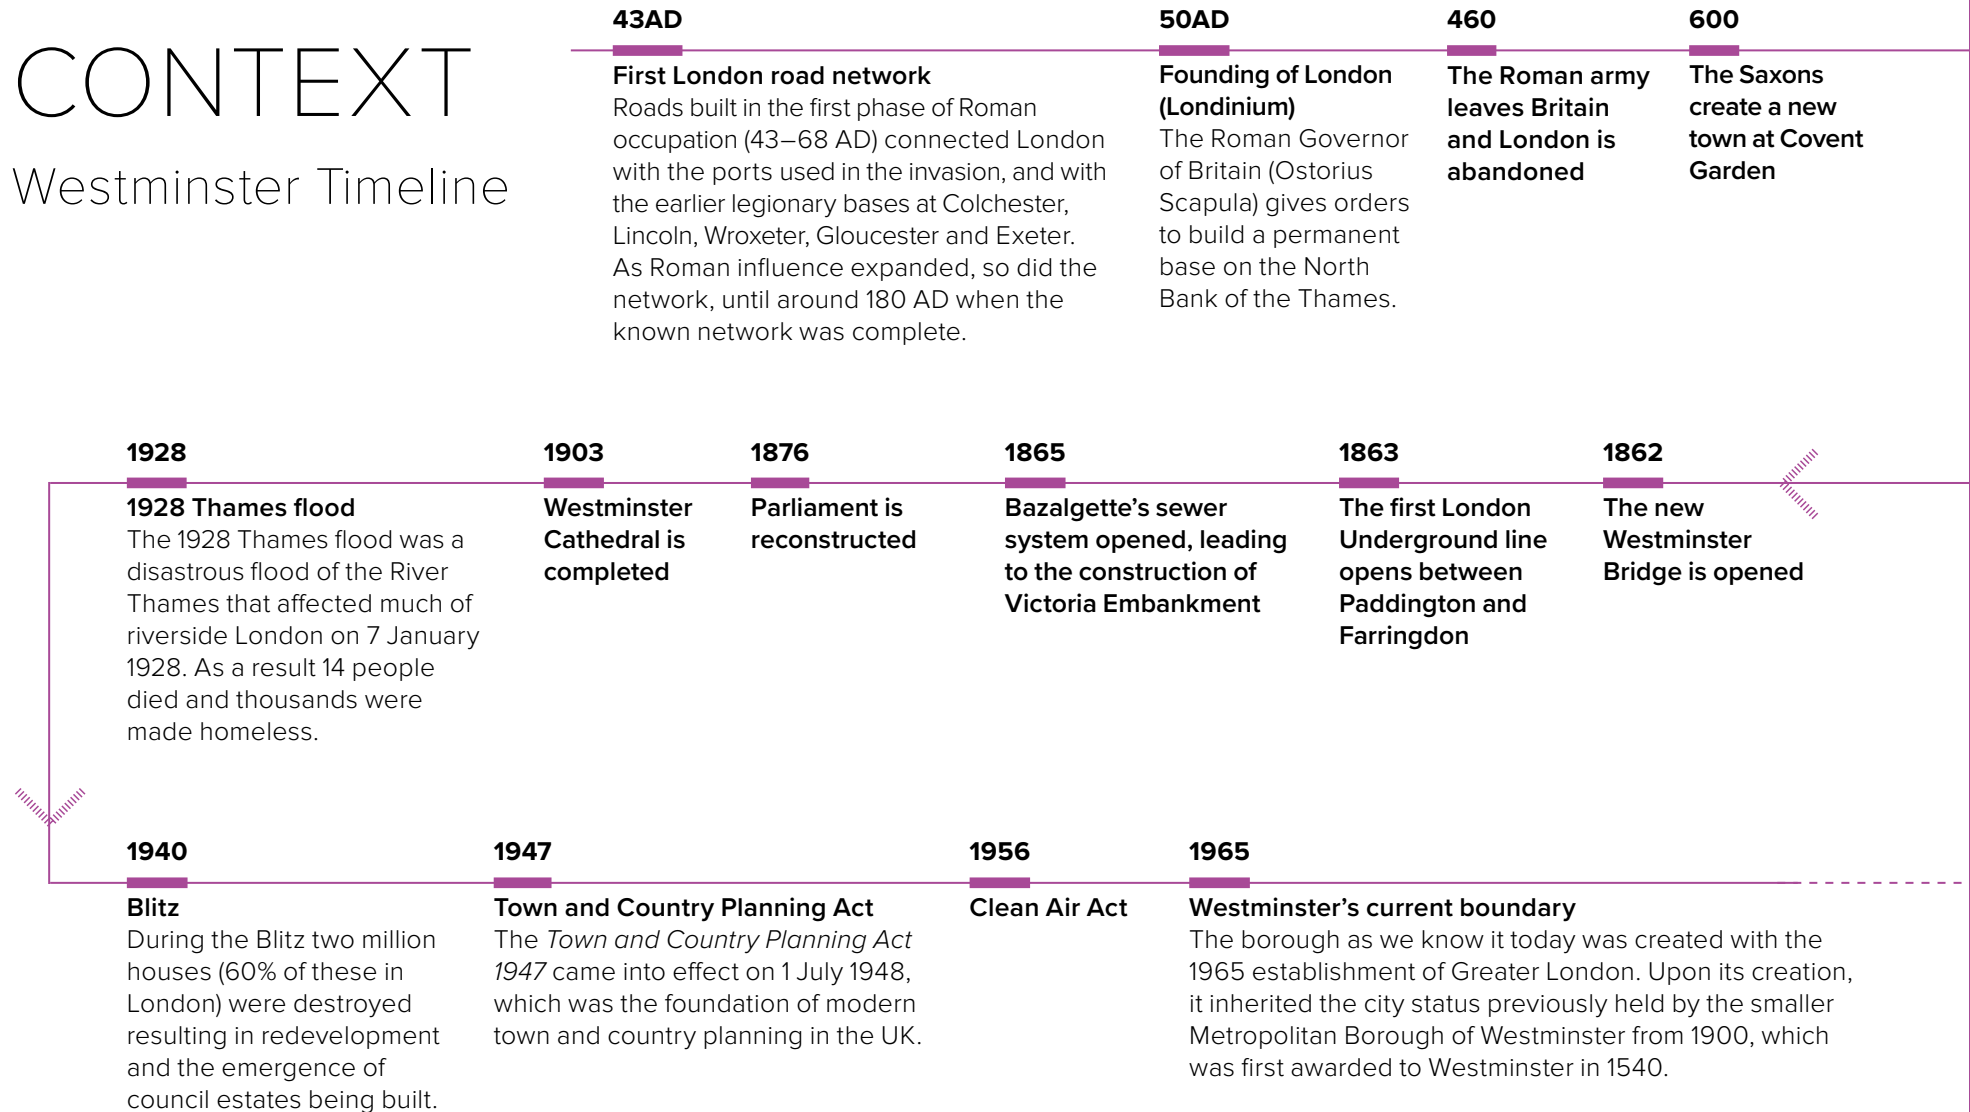 CONTEXT
Westminster Timeline
43AD
First London road network
Roads built in the first phase of Roman
occupation (43–68 AD) connected London
with the ports used in the invasion, and with
the earlier legionary bases at Colchester,
Lincoln, Wroxeter, Gloucester and Exeter.
As Roman influence expanded, so did the
network, until around 180 AD when the
known network was complete.
50AD
Founding of London
(Londinium)
The Roman Governor
of Britain (Ostorius
Scapula) gives orders
to build a permanent
base on the North
Bank of the Thames.
460
The Roman army
leaves Britain
and London is
abandoned
600
The Saxons
create a new
town at Covent
Garden
1862
The new
Westminster
Bridge is opened
1863
The first London
Underground line
opens between
Paddington and
Farringdon
1865
Bazalgette’s sewer
system opened, leading
to the construction of
Victoria Embankment
1876
Parliament is
reconstructed
1903
Westminster
Cathedral is
completed
1928
1928 Thames flood
The 1928 Thames flood was a
disastrous flood of the River
Thames that affected much of
riverside London on 7 January
1928. As a result 14 people
died and thousands were
made homeless.
1940
Blitz
During the Blitz two million
houses (60% of these in
London) were destroyed
resulting in redevelopment
and the emergence of
council estates being built.
1947
Town and Country Planning Act
The Town and Country Planning Act
1947 came into effect on 1 July 1948,
which was the foundation of modern
town and country planning in the UK.
1956
Clean Air Act
1965
Westminster’s current boundary
The borough as we know it today was created with the
1965 establishment of Greater London. Upon its creation,
it inherited the city status previously held by the smaller
Metropolitan Borough of Westminster from 1900, which
was first awarded to Westminster in 1540.